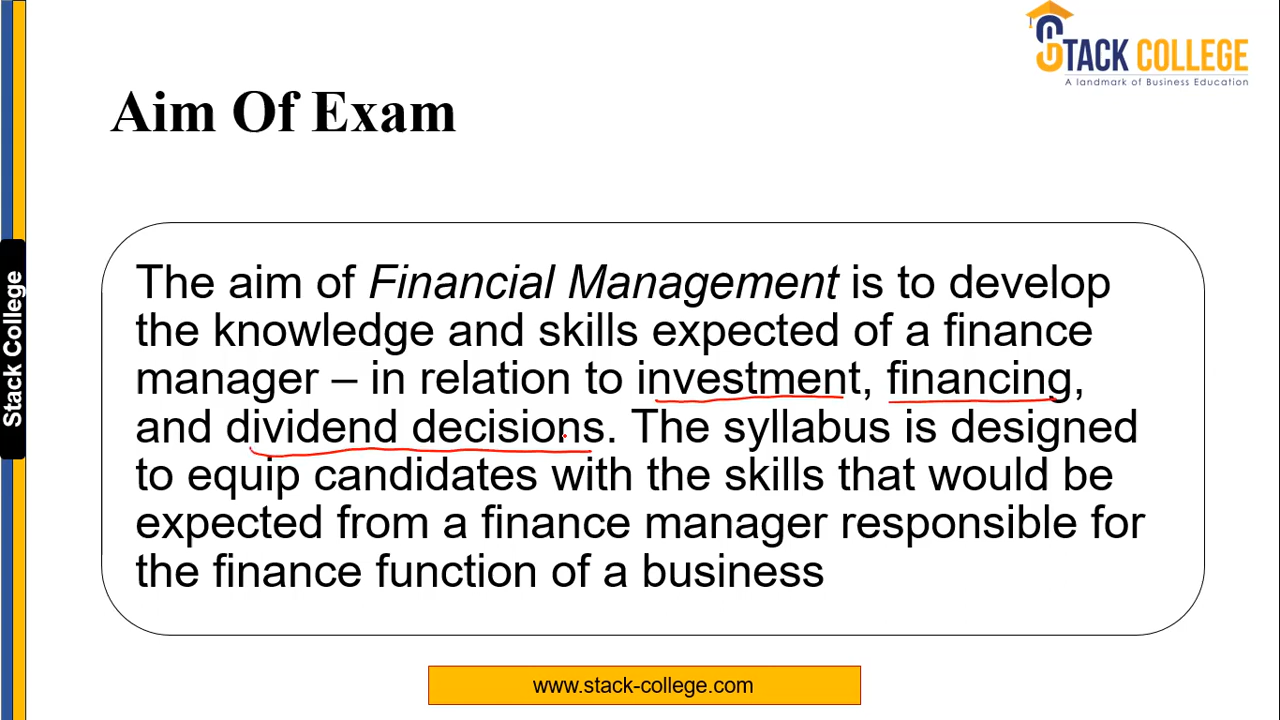 STACK COLLEGE
A landmark of Business Education
Aim Of Exam
The aim of Financial Management is to develop
the knowledge and skills expected of a finance
manager – in relation to investment, financing,
and dividend decisions. The syllabus is designed
to equip candidates with the skills that would be
expected from a finance manager responsible for
the finance function of a business
Stack College
www.stack-college.com